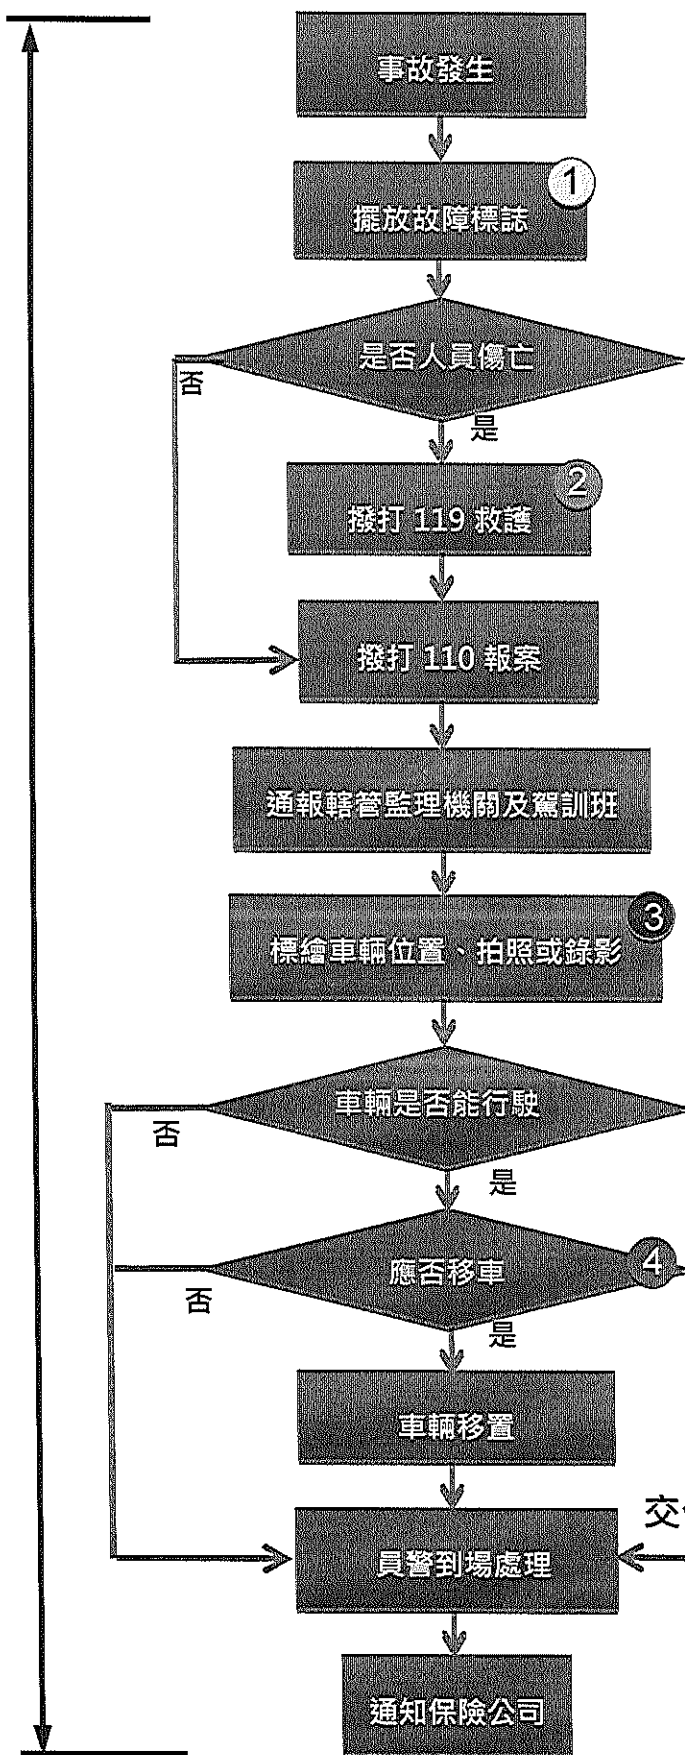 事故發生
1
擺放故障標誌
是否人員傷亡
否
是
2
撥打 119 救護
撥打 110 報案
通報轄管監理機關及駕訓班
3
標繪車輛位置、拍照或錄影
車輛是否能行駛
否
是
應否移車
4
否
是
車輛移置
交
員警到場處理
通知保險公司